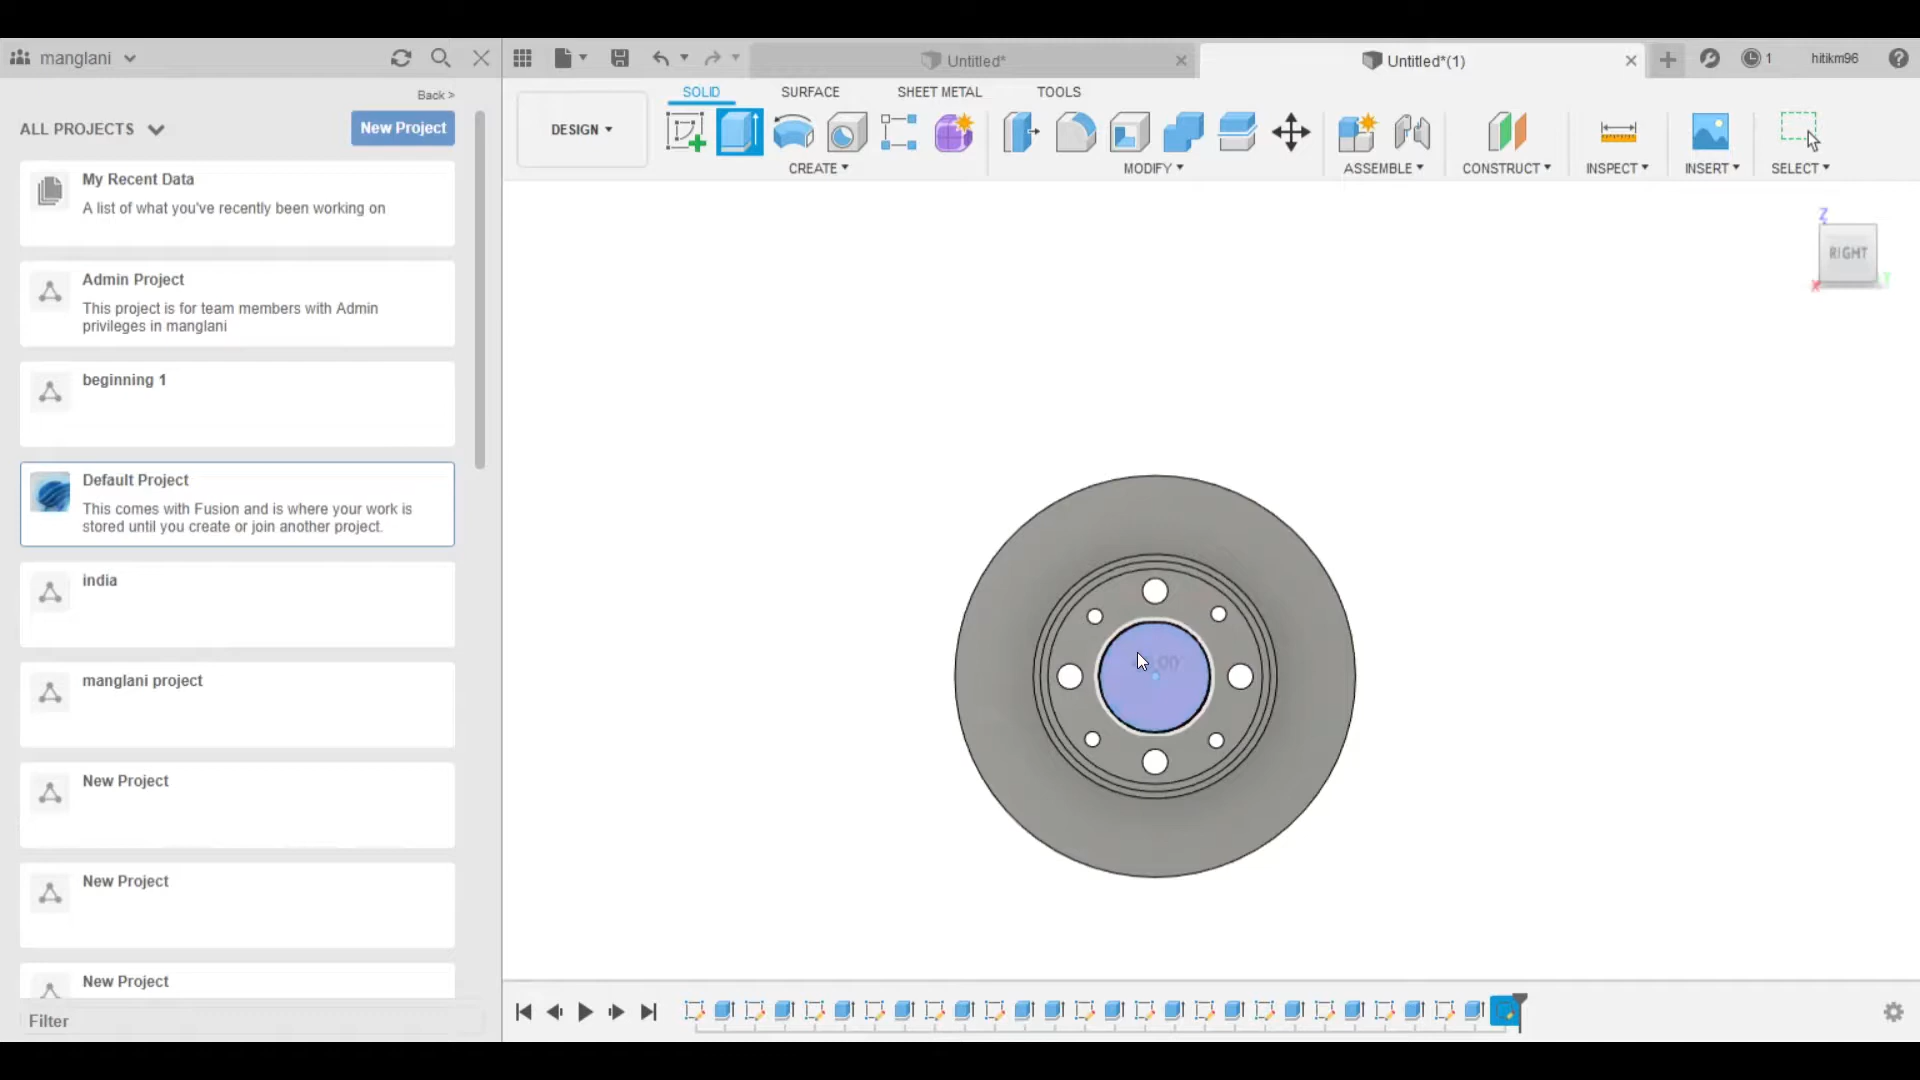 manglani
Untitled*
Untitled*(1)
1
hitikm96
Back >
ALL PROJECTS
New Project
My Recent Data
A list of what you've recently been working on
Admin Project
This project is for team members with Admin
privileges in manglani
beginning 1
Default Project
This comes with Fusion and is where your work is
stored until you create or join another project.
india
manglani project
New Project
New Project
New Project
Filter
DESIGN
SOLID
SURFACE
SHEET METAL
TOOLS
CREATE
MODIFY
ASSEMBLE
CONSTRUCT
INSPECT
INSERT
SELECT
Z
RIGHT
X
Y